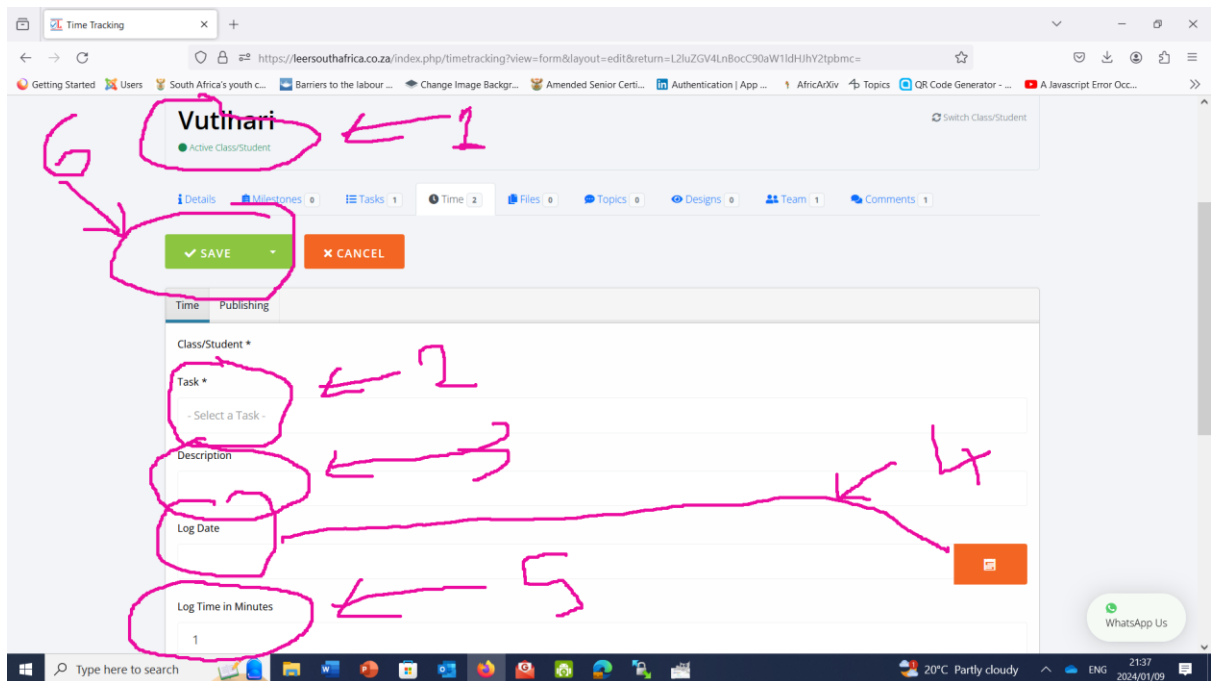 Time Tracking
https://leersouthafrica.co.za/index.php/timetracking?view=form&layout=edit&return=L2luZGV4LnBocC90aW1ldHJhY2tpbmc=
Getting Started Users South Africa's youth c... Barriers to the labour ... Change Image Backgr... Amended Senior Certi... Authentication | App ... AfricArXiv Topics QR Code Generator - ... A Javascript Error Occ...
Vutlhari 1 Switch Class/Student
Active Class/Student
6
Details Milestones 0 Tasks 1 Time 2 Files 0 Topics 0 Designs 0 Team 1 Comments 1
SAVE CANCEL
Time Publishing
Class/Student *
Task * 2
- Select a Task -
Description 3 4
Log Date
Log Time in Minutes 5
1
WhatsApp Us
Type here to search 20°C Partly cloudy ENG 21:37
2024/01/09